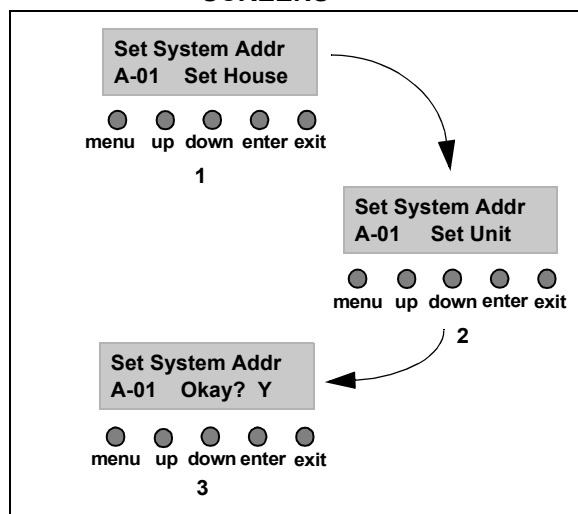 Set System Addr
A-01 Set House
menu up down enter exit
1
Set System Addr
A-01 Set Unit
menu up down enter exit
2
Set System Addr
A-01 Okay? Y
menu up down enter exit
3